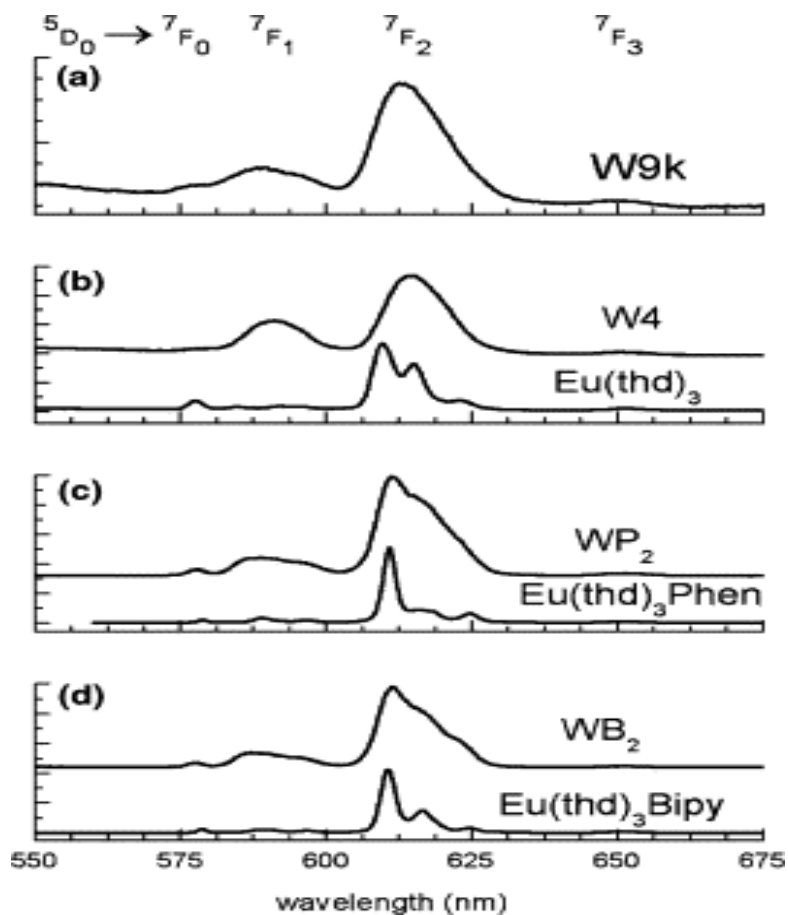 ⁵D₀ → ⁷F₀ ⁷F₁ ⁷F₂ ⁷F₃
(a)
W9k
(b)
W4
Eu(thd)₃
(c)
WP₂
Eu(thd)₃Phen
(d)
WB₂
Eu(thd)₃Bipy
550 575 600 625 650 675
wavelength (nm)